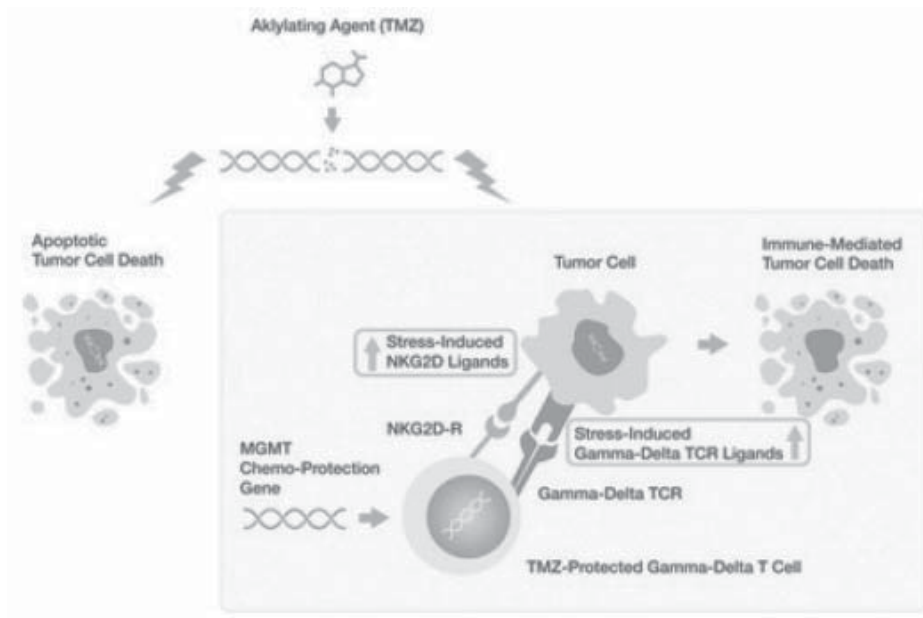 Aklylating Agent (TMZ)
Apoptotic
Tumor Cell Death
Tumor Cell
Immune-Mediated
Tumor Cell Death
Stress-Induced
NKG2D Ligands
NKG2D-R
Stress-Induced
Gamma-Delta TCR Ligands
MGMT
Chemo-Protection
Gene
Gamma-Delta TCR
TMZ-Protected Gamma-Delta T Cell